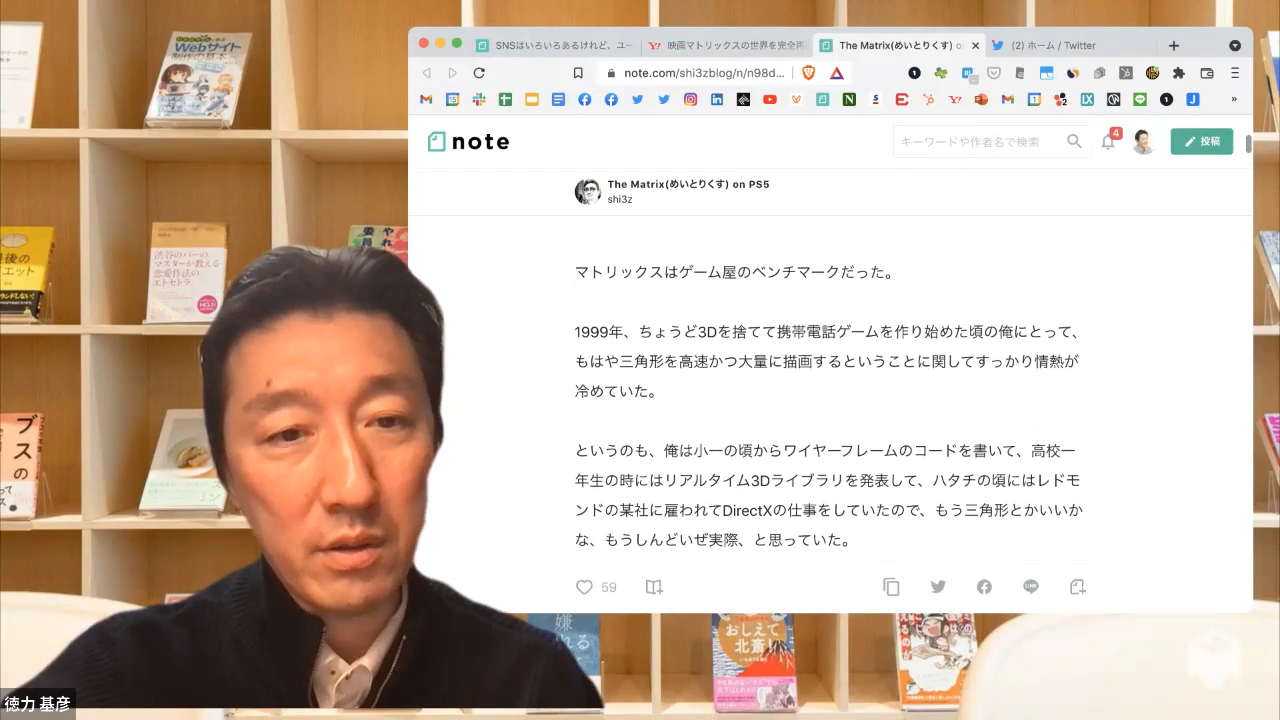 SNSはいろいろあるけれど、ユー
映画マトリックスの世界を完全再
The Matrix(めいとりくす) o
(2) ホーム / Twitter
note.com/shi3zblog/n/n98d...
note
キーワードや作者名で検索
4
投稿
The Matrix(めいとりくす) on PS5
shi3z
マトリックスはゲーム屋のベンチマークだった。
1999年、ちょうど3Dを捨てて携帯電話ゲームを作り始めた頃の俺にとって、
もはや三角形を高速かつ大量に描画するということに関してすっかり情熱が
冷めていた。
というのも、俺は小一の頃からワイヤーフレームのコードを書いて、高校一
年生の時にはリアルタイム3Dライブラリを発表して、ハタチの頃にはレドモ
ンドの某社に雇われてDirectXの仕事をしていたので、もう三角形とかいいか
な、もうしんどいぜ実際、と思っていた。
59
Webサイト
制作の基本
渋谷のバーの
マスターが教える
恋愛作法の
エトセトラ
ブスの
おしえて
北斎!
徳力 基彦